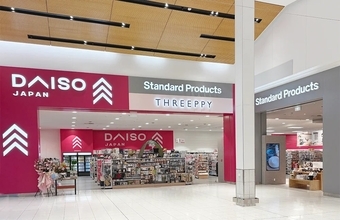 DAISO
JAPAN
Standard Products
THREEPPY
Standard Products
DAISO
JAPAN